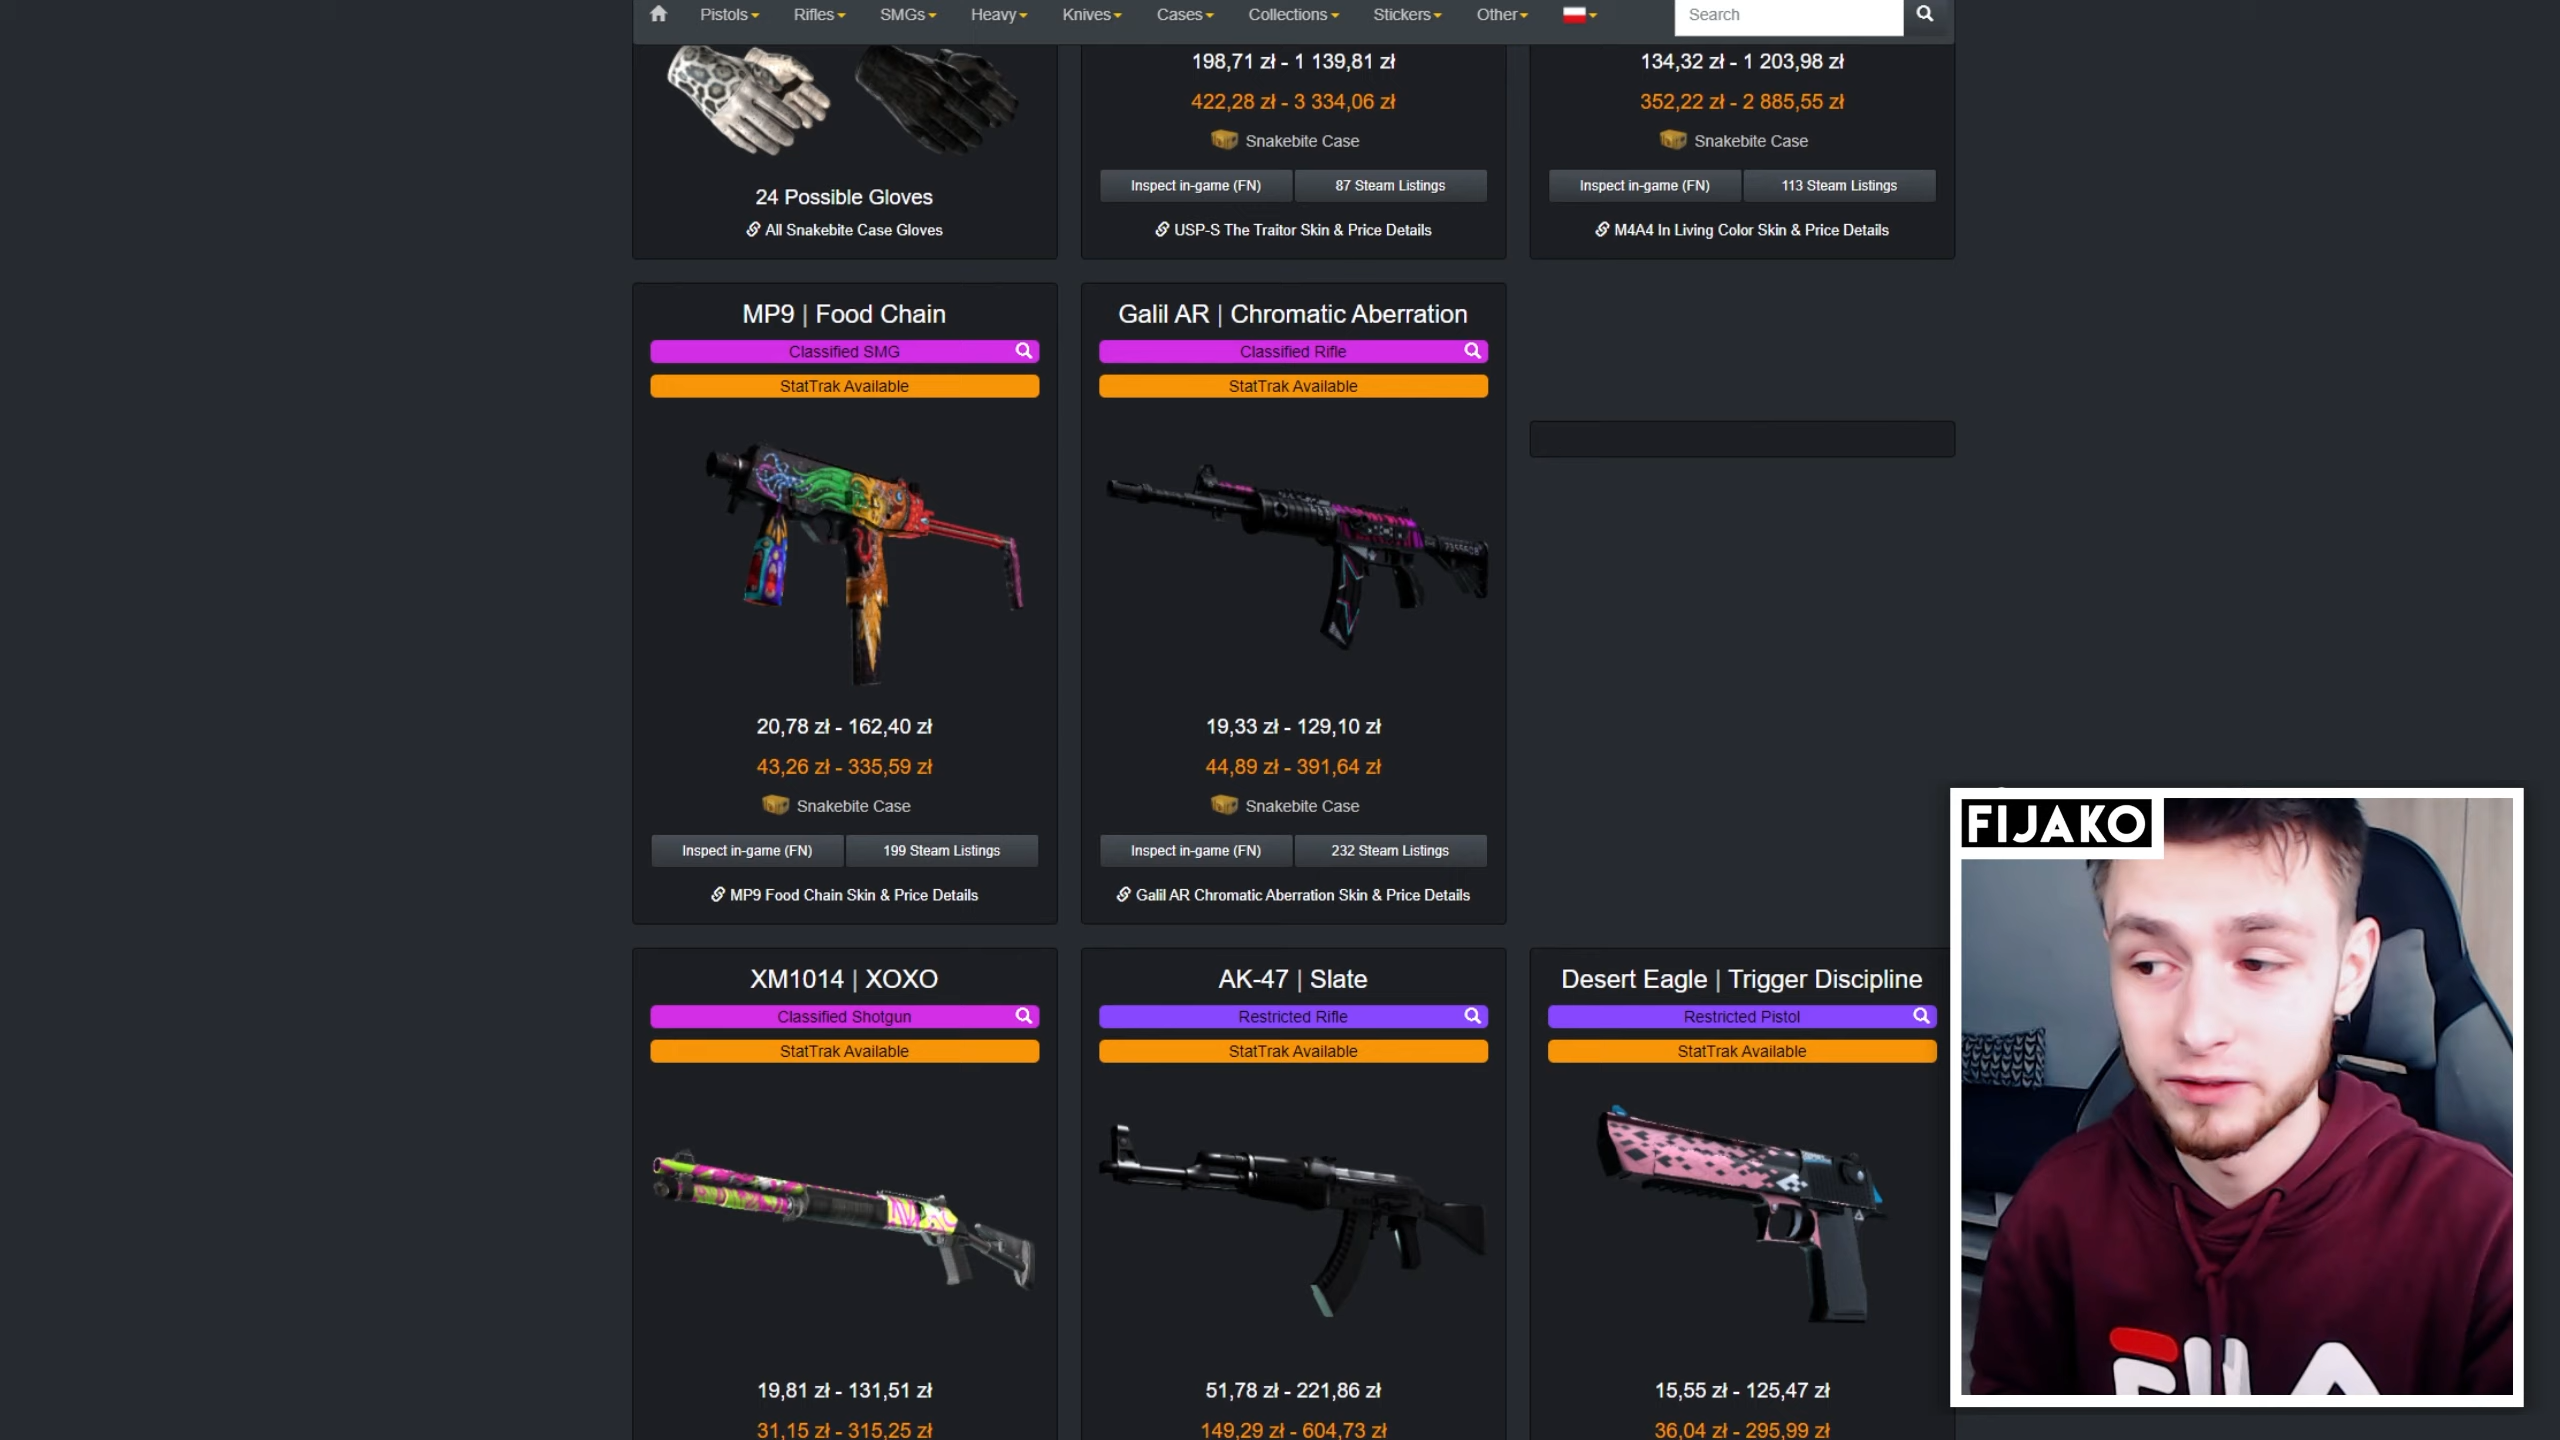 Pistols Rifles SMGs Heavy Knives Cases Collections Stickers Other Search
24 Possible Gloves
All Snakebite Case Gloves
198,71 zł - 1 139,81 zł
422,28 zł - 3 334,06 zł
Snakebite Case
Inspect in-game (FN) 87 Steam Listings
USP-S The Traitor Skin & Price Details
134,32 zł - 1 203,98 zł
352,22 zł - 2 885,55 zł
Snakebite Case
Inspect in-game (FN) 113 Steam Listings
M4A4 In Living Color Skin & Price Details
MP9 | Food Chain
Classified SMG
StatTrak Available
20,78 zł - 162,40 zł
43,26 zł - 335,59 zł
Snakebite Case
Inspect in-game (FN) 199 Steam Listings
MP9 Food Chain Skin & Price Details
Galil AR | Chromatic Aberration
Classified Rifle
StatTrak Available
19,33 zł - 129,10 zł
44,89 zł - 391,64 zł
Snakebite Case
Inspect in-game (FN) 232 Steam Listings
Galil AR Chromatic Aberration Skin & Price Details
XM1014 | XOXO
Classified Shotgun
StatTrak Available
19,81 zł - 131,51 zł
31,15 zł - 315,25 zł
AK-47 | Slate
Restricted Rifle
StatTrak Available
51,78 zł - 221,86 zł
149,29 zł - 604,73 zł
Desert Eagle | Trigger Discipline
Restricted Pistol
StatTrak Available
15,55 zł - 125,47 zł
36,04 zł - 295,99 zł
FIJAKO
FILA